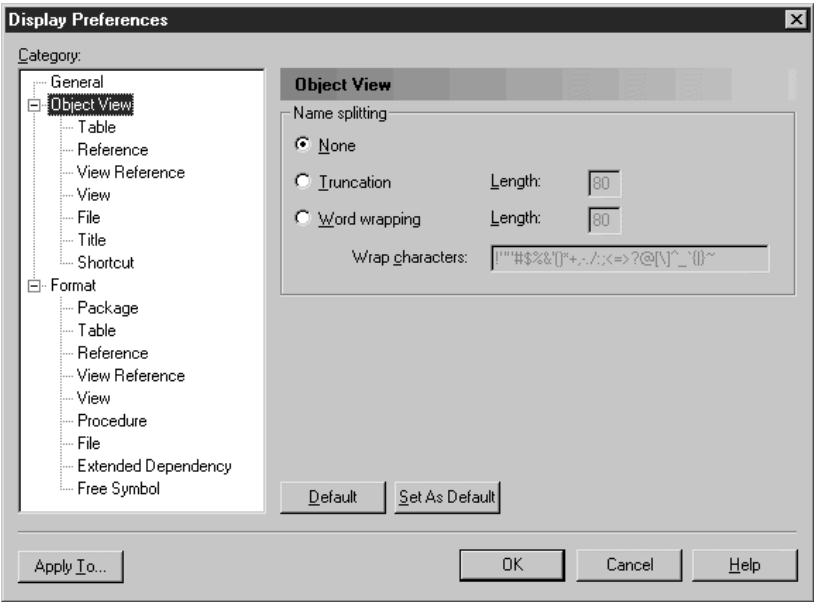 Display Preferences
Category:
General
Object View
Table
Reference
View Reference
View
File
Title
Shortcut
Format
Package
Table
Reference
View Reference
View
Procedure
File
Extended Dependency
Free Symbol
Object View
Name splitting
None
Truncation Length: 80
Word wrapping Length: 80
Wrap characters: !"'"#$%&'()*+,-./:;<=>?@[\]^_`{|}~
Default Set As Default
Apply To... OK Cancel Help